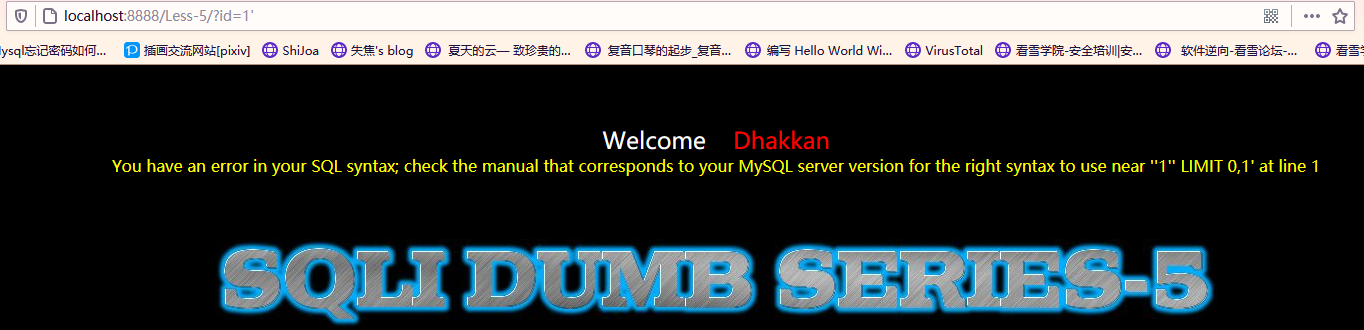 localhost:8888/Less-5/?id=1'
ysql忘记密码如何... 插画交流网站[pixiv] ShiJoa 失焦's blog 夏天的云— 致珍贵的... 复音口琴的起步_复音... 编写 Hello World Wi... VirusTotal 看雪学院-安全培训|安... 软件逆向-看雪论坛-... 看雪学
Welcome Dhakkan
You have an error in your SQL syntax; check the manual that corresponds to your MySQL server version for the right syntax to use near ''1'' LIMIT 0,1' at line 1
SQLI DUMB SERIES-5